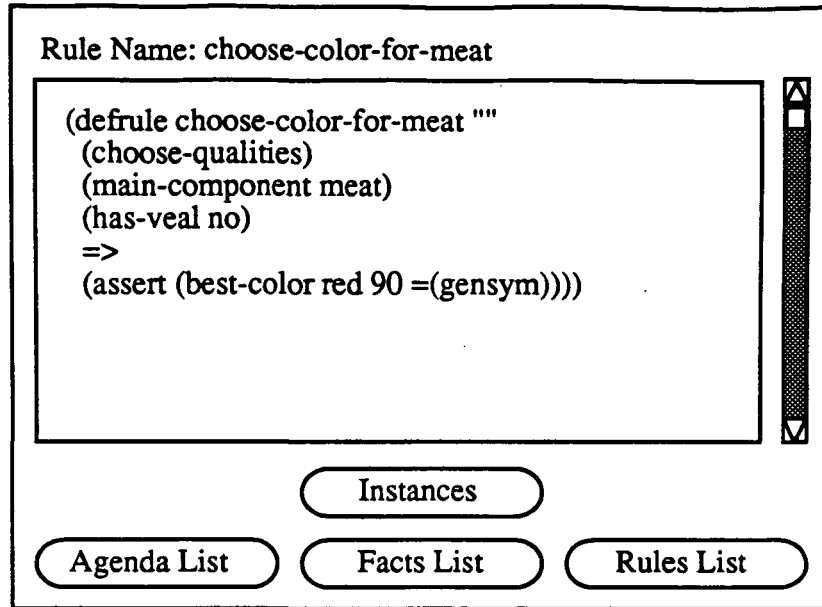 Rule Name: choose-color-for-meat
(defrule choose-color-for-meat ""
(choose-qualities)
(main-component meat)
(has-veal no)
=>
(assert (best-color red 90 =(gensym))))
Instances
Agenda List
Facts List
Rules List